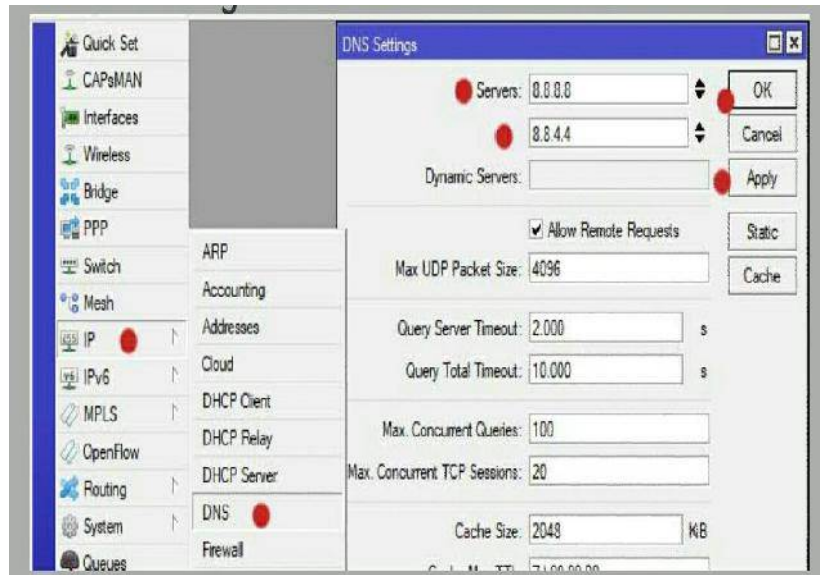 Quick Set
CAPsMAN
Interfaces
Wireless
Bridge
PPP
Switch
Mesh
IP
IPv6
MPLS
OpenFlow
Routing
System
Queues
ARP
Accounting
Addresses
Cloud
DHCP Client
DHCP Relay
DHCP Server
DNS
Firewall
DNS Settings
Servers: 8.8.8.8
8.8.4.4
Dynamic Servers:
Allow Remote Requests
Max UDP Packet Size: 4096
Query Server Timeout: 2.000 s
Query Total Timeout: 10.000 s
Max. Concurrent Queries: 100
Max. Concurrent TCP Sessions: 20
Cache Size: 2048 KiB
OK
Cancel
Apply
Static
Cache